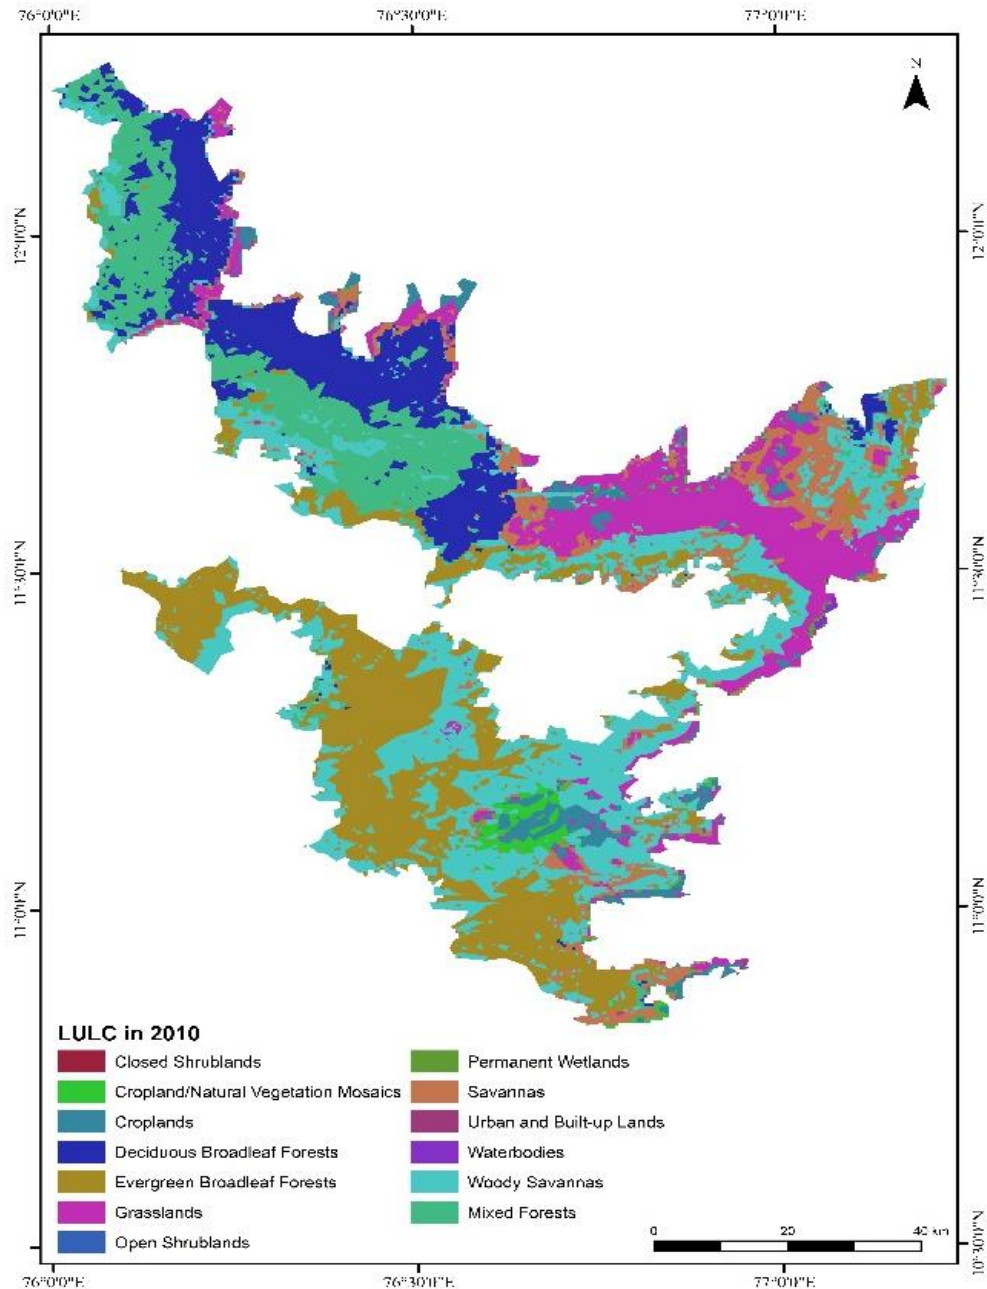 76°0'0"E 76°30'0"E 77°0'0"E
N
12°0'0"N 12°0'0"N
11°30'0"N 11°30'0"N
11°0'0"N 11°0'0"N
LULC in 2010
Closed Shrublands
Cropland/Natural Vegetation Mosaics
Croplands
Deciduous Broadleaf Forests
Evergreen Broadleaf Forests
Grasslands
Open Shrublands
Permanent Wetlands
Savannas
Urban and Built-up Lands
Waterbodies
Woody Savannas
Mixed Forests
0 20 40 km
10°30'0"N
76°0'0"E 76°30'0"E 77°0'0"E